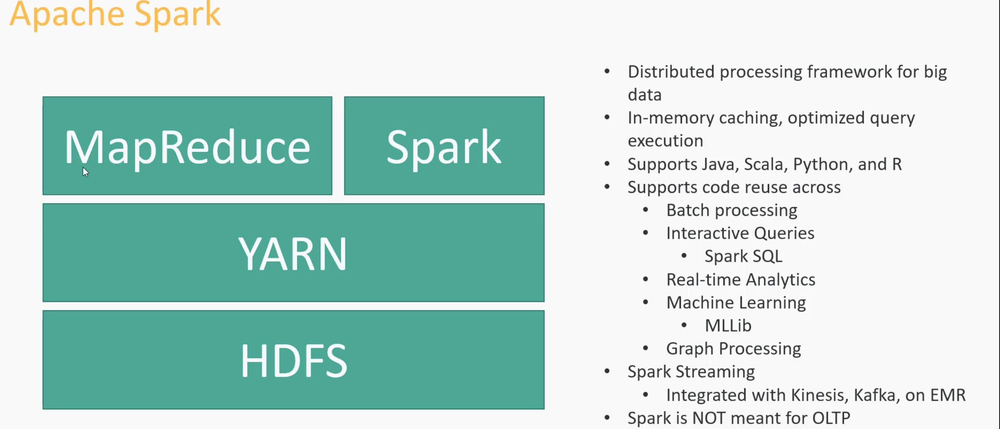 Apache Spark
MapReduce
Spark
YARN
HDFS
• Distributed processing framework for big
data
• In-memory caching, optimized query
execution
• Supports Java, Scala, Python, and R
• Supports code reuse across
• Batch processing
• Interactive Queries
• Spark SQL
• Real-time Analytics
• Machine Learning
• MLLib
• Graph Processing
• Spark Streaming
• Integrated with Kinesis, Kafka, on EMR
• Spark is NOT meant for OLTP